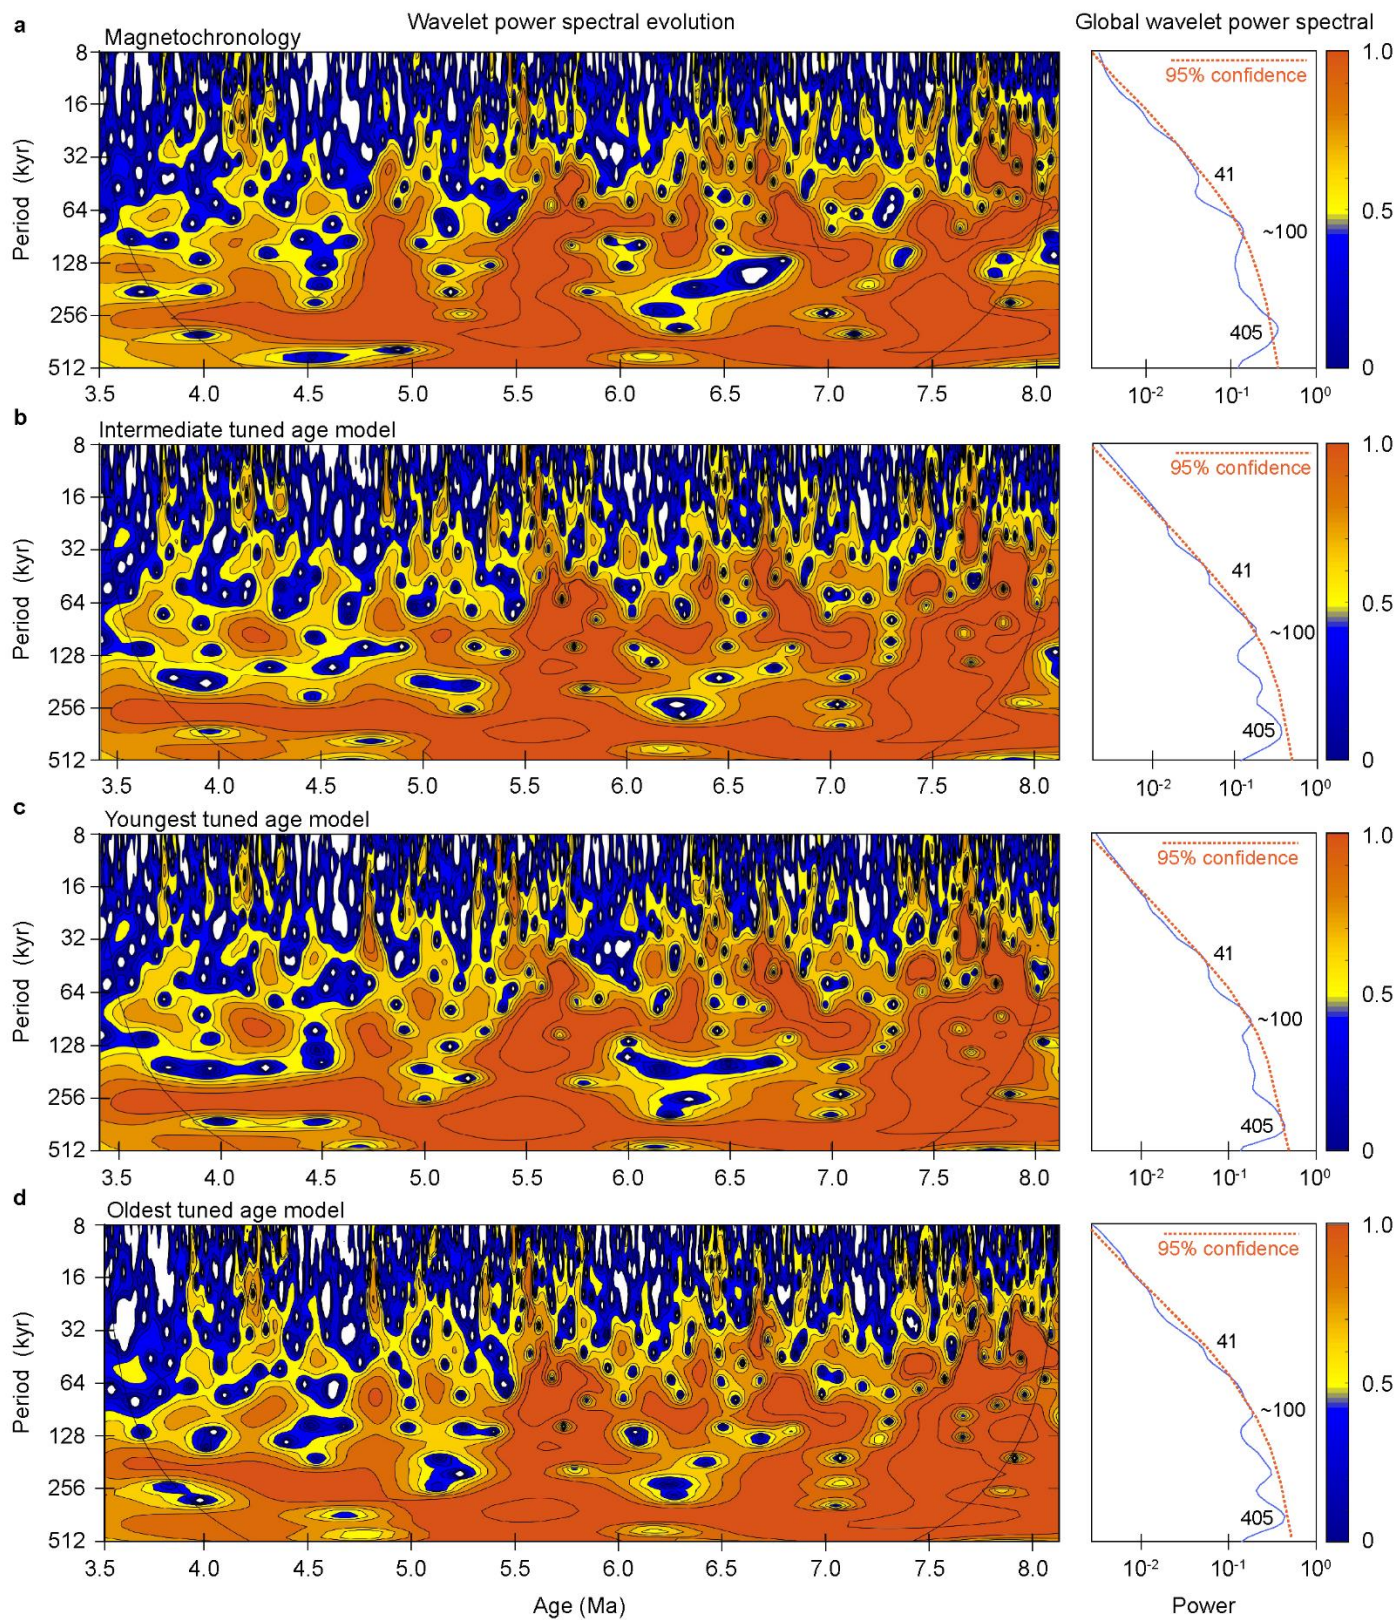 a
Wavelet power spectral evolution
Global wavelet power spectral
Magnetochronology
8
16
32
64
128
256
512
Period (kyr)
3.5 4.0 4.5 5.0 5.5 6.0 6.5 7.0 7.5 8.0
95% confidence
41
~100
405
10-2 10-1 100
1.0
0.5
0
b
Intermediate tuned age model
8
16
32
64
128
256
512
Period (kyr)
3.5 4.0 4.5 5.0 5.5 6.0 6.5 7.0 7.5 8.0
95% confidence
41
~100
405
10-2 10-1 100
1.0
0.5
0
c
Youngest tuned age model
8
16
32
64
128
256
512
Period (kyr)
3.5 4.0 4.5 5.0 5.5 6.0 6.5 7.0 7.5 8.0
95% confidence
41
~100
405
10-2 10-1 100
1.0
0.5
0
d
Oldest tuned age model
8
16
32
64
128
256
512
Period (kyr)
3.5 4.0 4.5 5.0 5.5 6.0 6.5 7.0 7.5 8.0
Age (Ma)
95% confidence
41
~100
405
10-2 10-1 100
Power
1.0
0.5
0